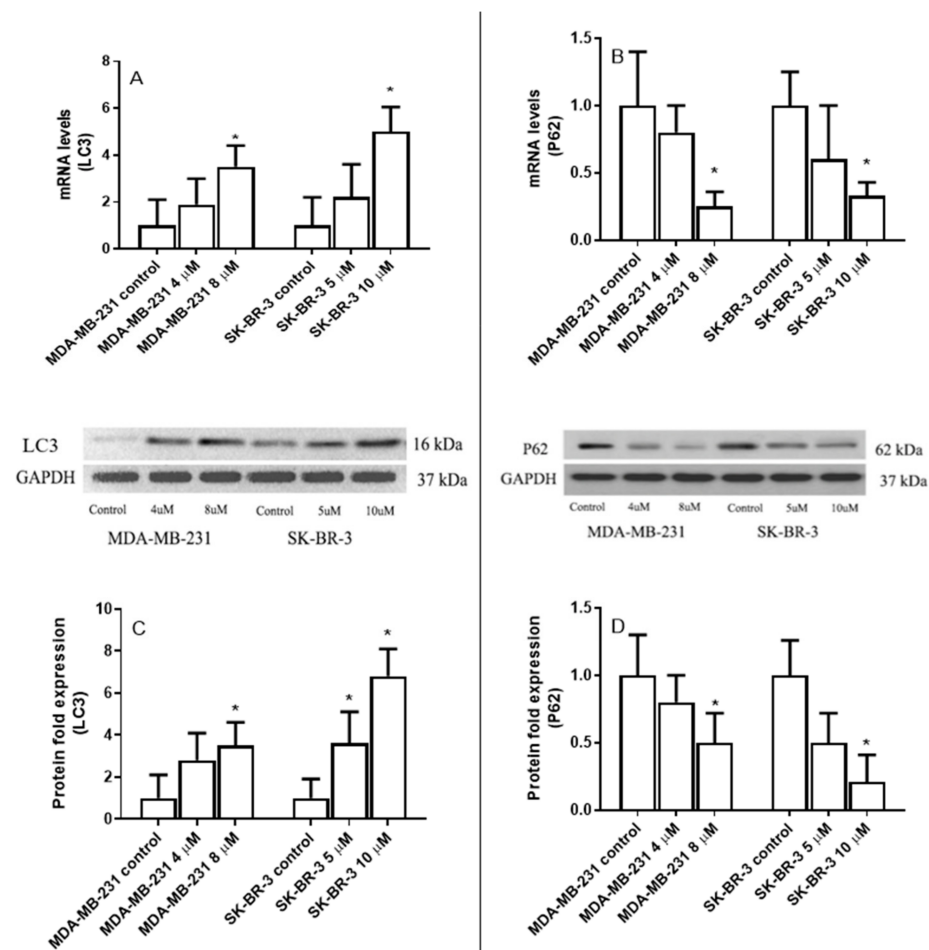 A
mRNA levels
(LC3)
8
6
4
2
0
*
*
MDA-MB-231 control
MDA-MB-231 4 μM
MDA-MB-231 8 μM
SK-BR-3 control
SK-BR-3 5 μM
SK-BR-3 10 μM
B
mRNA levels
(P62)
1.5
1.0
0.5
0.0
*
*
MDA-MB-231 control
MDA-MB-231 4 μM
MDA-MB-231 8 μM
SK-BR-3 control
SK-BR-3 5 μM
SK-BR-3 10 μM
LC3 16 kDa
GAPDH 37 kDa
Control 4uM 8uM Control 5uM 10uM
MDA-MB-231 SK-BR-3
P62 62 kDa
GAPDH 37 kDa
Control 4uM 8uM Control 5uM 10uM
MDA-MB-231 SK-BR-3
C
Protein fold expression
(LC3)
10
8
6
4
2
0
*
*
*
MDA-MB-231 control
MDA-MB-231 4 μM
MDA-MB-231 8 μM
SK-BR-3 control
SK-BR-3 5 μM
SK-BR-3 10 μM
D
Protein fold expression
(P62)
1.5
1.0
0.5
0.0
*
*
MDA-MB-231 control
MDA-MB-231 4 μM
MDA-MB-231 8 μM
SK-BR-3 control
SK-BR-3 5 μM
SK-BR-3 10 μM